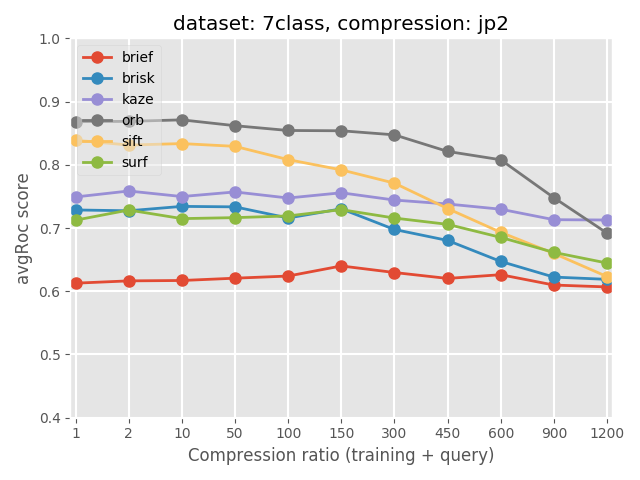 dataset: 7class, compression: jp2
1.0
0.9
0.8
0.7
0.6
0.5
0.4
avgRoc score
brief
brisk
kaze
orb
sift
surf
1 2 10 50 100 150 300 450 600 900 1200
Compression ratio (training + query)